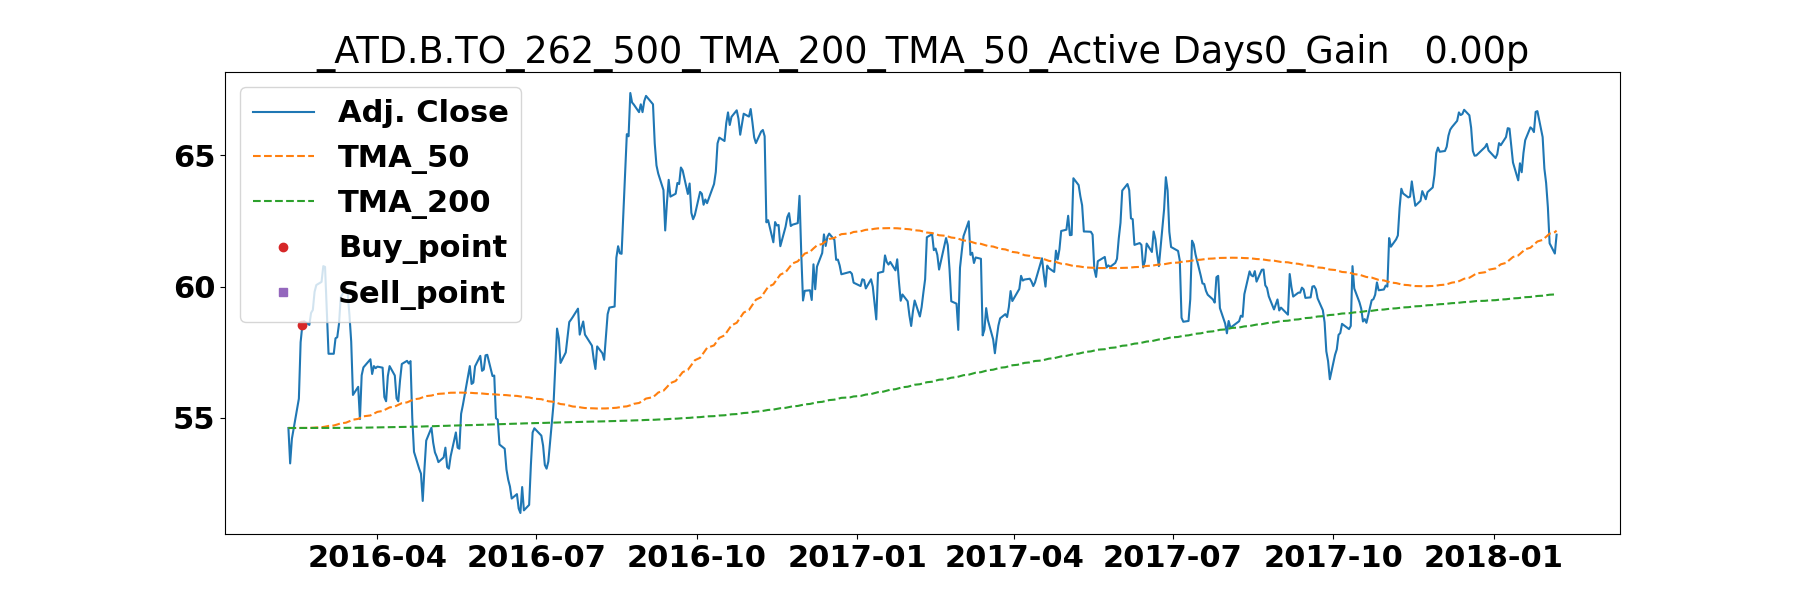 _ATD.B.TO_262_500_TMA_200_TMA_50_Active Days0_Gain   0.00p
Adj. Close
TMA_50
TMA_200
Buy_point
Sell_point
65
60
55
2016-04 2016-07 2016-10 2017-01 2017-04 2017-07 2017-10 2018-01